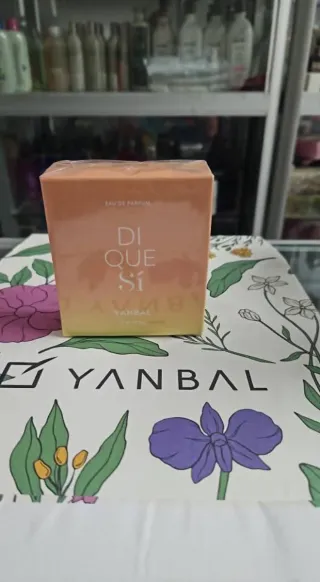 EAU DE PARFUM
DI
QUE
Sí
YANBAL
YANBAL